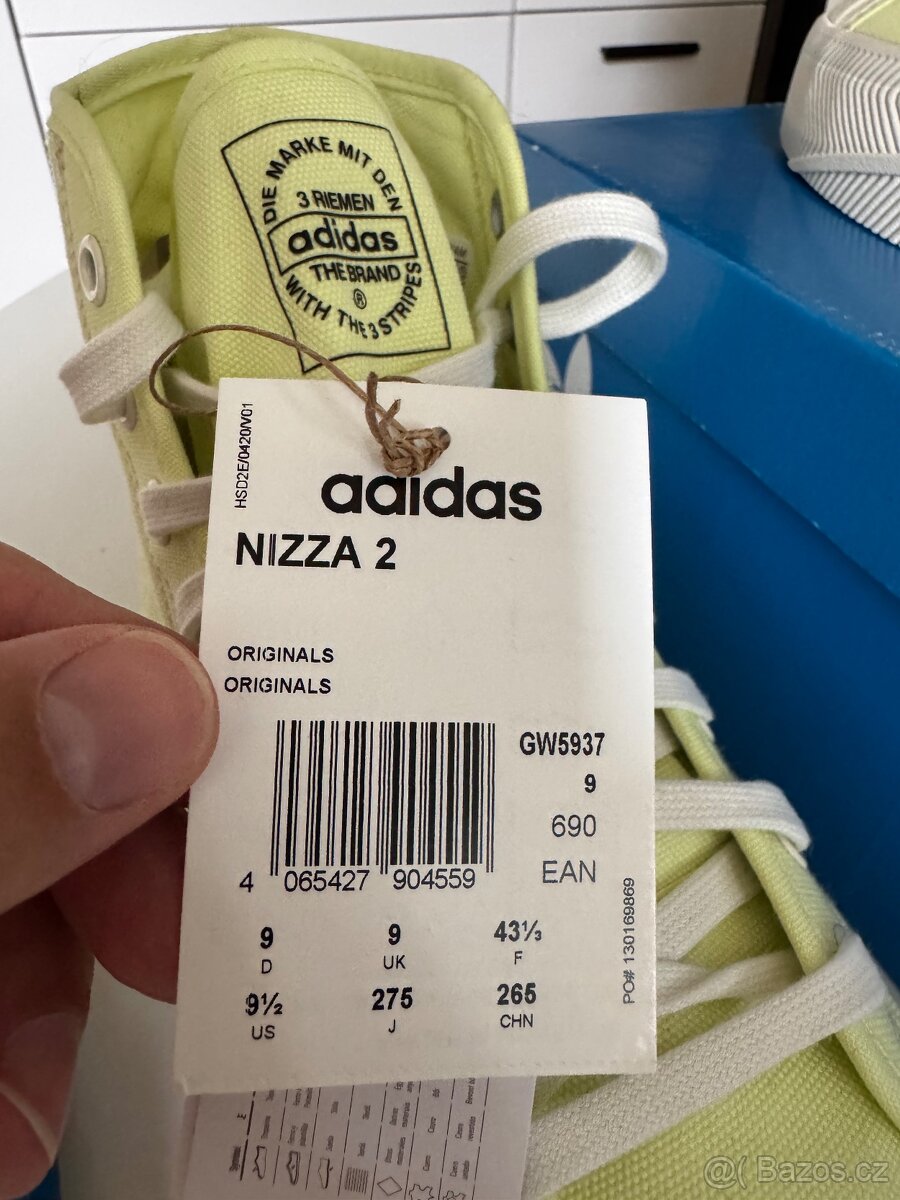 DIE MARKE MIT DEN
3 RIEMEN
adidas
THE BRAND
®
WITH THE 3 STRIPES
HSD2E/0420/V01
adidas
NIZZA 2
ORIGINALS
ORIGINALS
GW5937
9
690
EAN
4 065427 904559
PO# 130169869
9 9 43⅓
D UK F
9½ 275 265
US J CHN
@( Bazos.cz